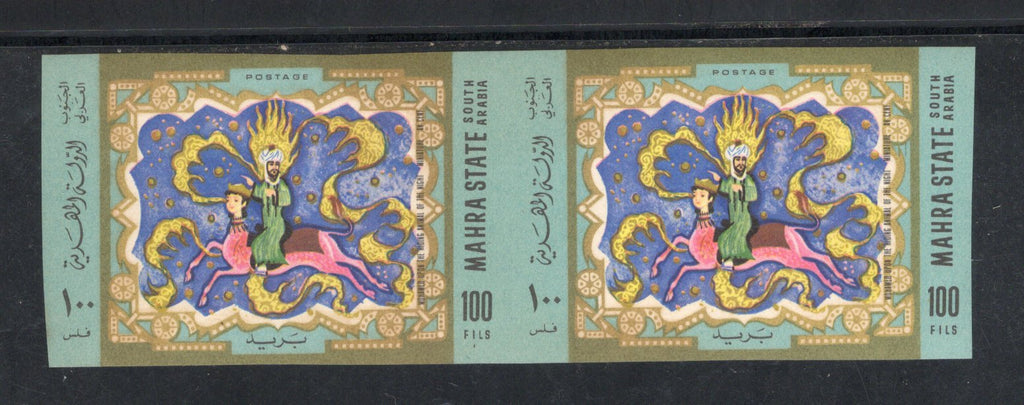 الجنوب
العربي
الدولة المهرية
١٠٠
فلس
POSTAGE
بريد
MAHRA STATE
SOUTH
ARABIA
100
FILS
الجنوب
العربي
الدولة المهرية
١٠٠
فلس
POSTAGE
بريد
MAHRA STATE
SOUTH
ARABIA
100
FILS